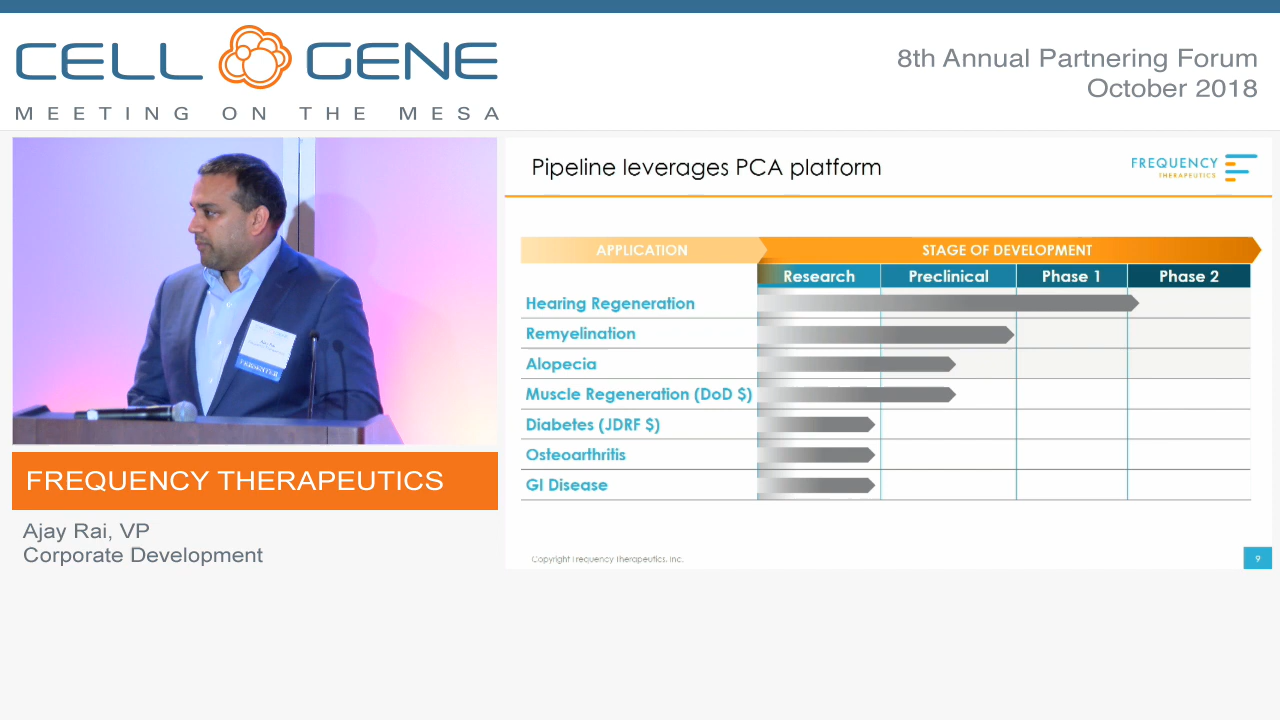 CELL GENE
MEETING ON THE MESA
8th Annual Partnering Forum
October 2018
Pipeline leverages PCA platform
FREQUENCY
THERAPEUTICS
APPLICATION
STAGE OF DEVELOPMENT
Research
Preclinical
Phase 1
Phase 2
Hearing Regeneration
Remyelination
Alopecia
Muscle Regeneration (DoD $)
Diabetes (JDRF $)
Osteoarthritis
GI Disease
Copyright Frequency Therapeutics, Inc.
9
PRESENTER
FREQUENCY THERAPEUTICS
Ajay Rai, VP
Corporate Development